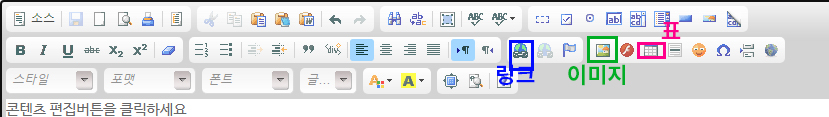 소스
ABC ABC
표
B I U abc x₂ x²
링크 이미지
스타일 포맷 폰트 글... A A
콘텐츠 편집버튼을 클릭하세요